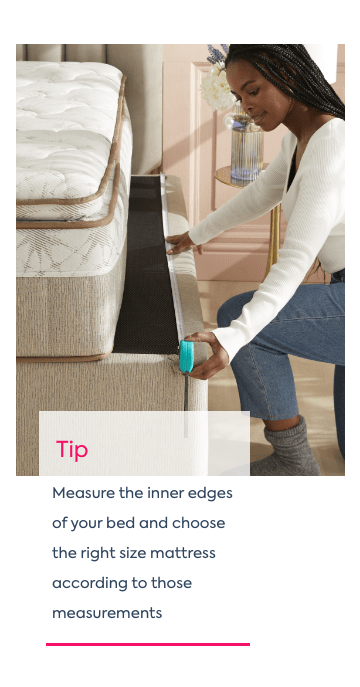 Tip
Measure the inner edges
of your bed and choose
the right size mattress
according to those
measurements